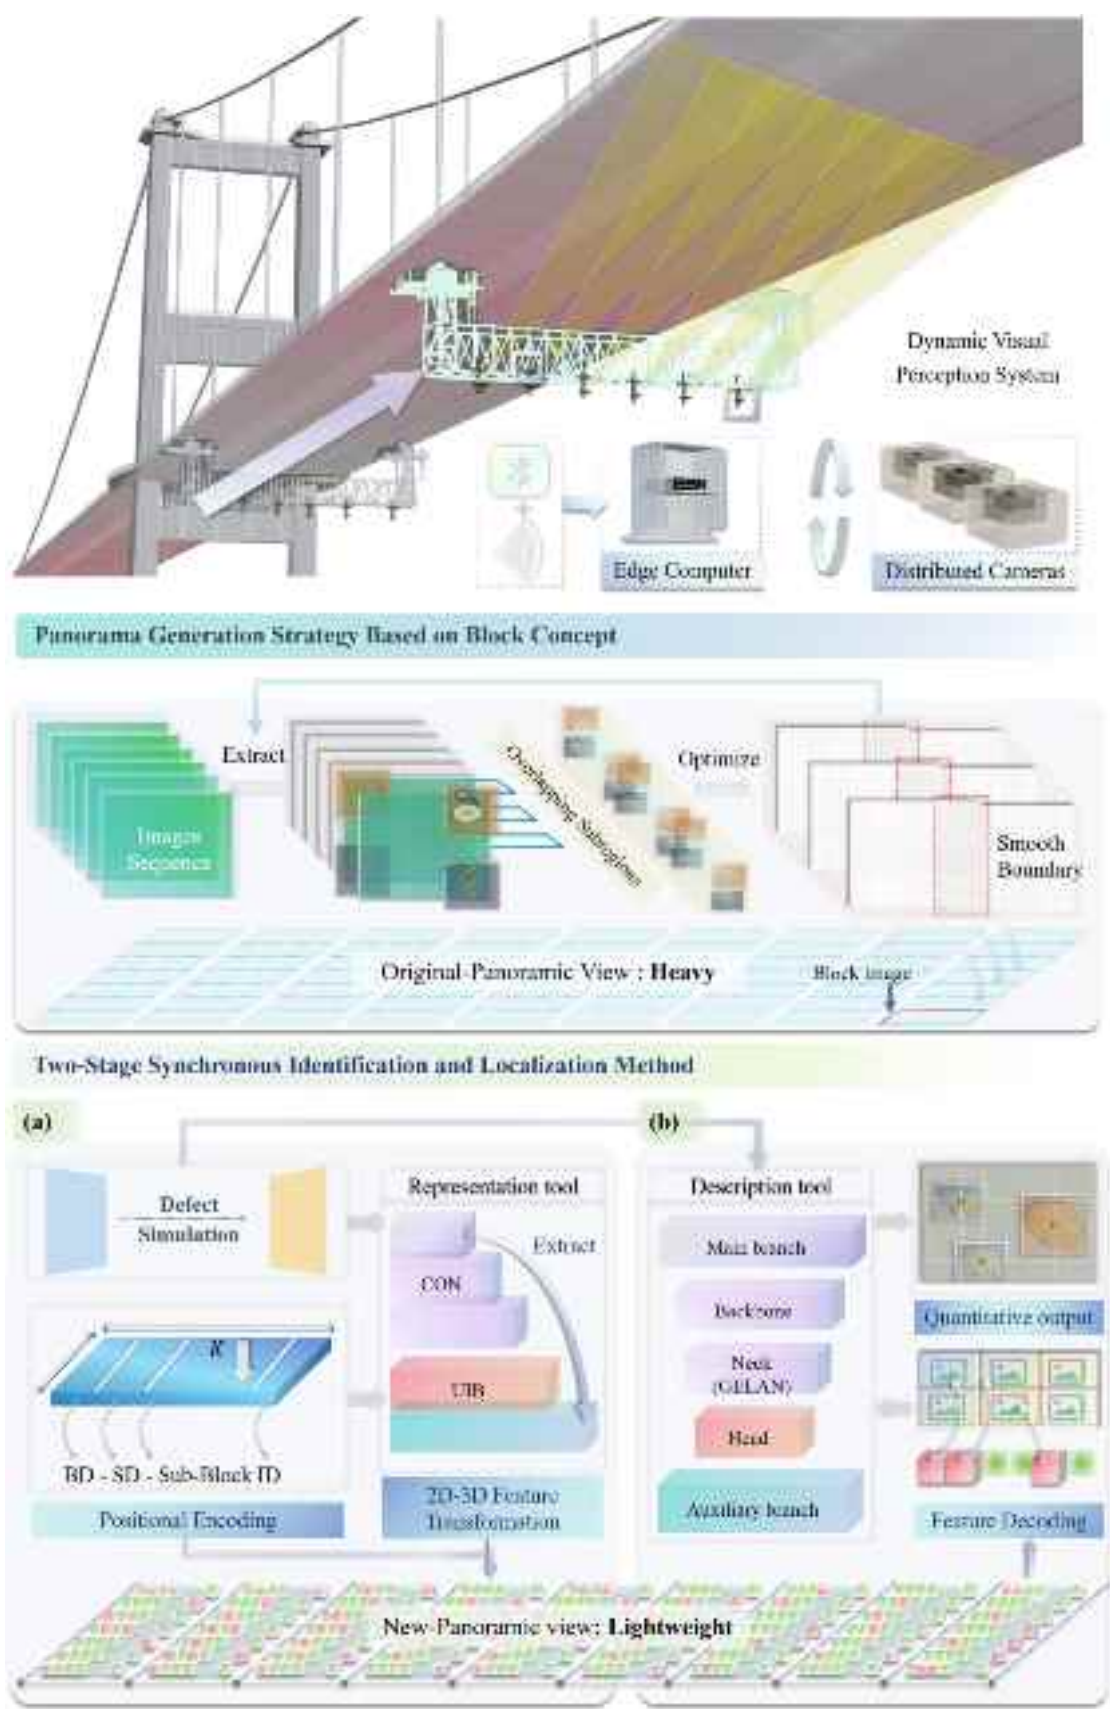 Dynamic Visual
Perception System
Edge Computer
Distributed Cameras
Panorama Generation Strategy Based on Block Concept
Extract
Overlapping Subregions
Optimize
Images
Sequence
Smooth
Boundary
Original-Panoramic View : Heavy
Block image
Two-Stage Synchronous Identification and Localization Method
(a)
(b)
Defect
Simulation
Representation tool
Extract
CON
UIB
R
BD - SD - Sub-Block ID
Positional Encoding
2D-3D Feature
Transformation
Description tool
Main branch
Backbone
Neck
(GELAN)
Head
Auxiliary branch
Quantitative output
Feature Decoding
New-Panoramic view: Lightweight